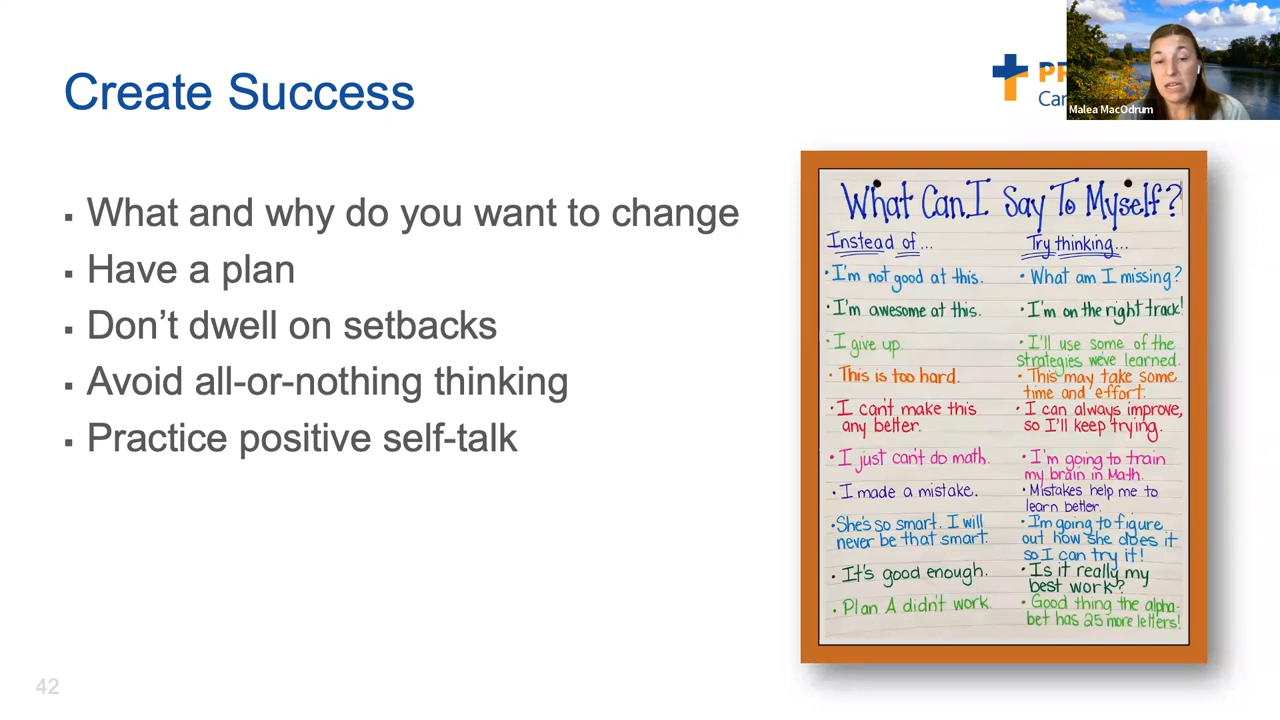 Create Success
▪ What and why do you want to change
▪ Have a plan
▪ Don't dwell on setbacks
▪ Avoid all-or-nothing thinking
▪ Practice positive self-talk
42
Malea MacOdrum
What Can I Say To Myself?
Instead of...
Try thinking...
• I'm not good at this.
• What am I missing?
• I'm awesome at this.
• I'm on the right track!
• I give up.
• I'll use some of the
strategies we've learned.
• This is too hard.
• This may take some
time and effort.
• I can't make this
any better.
• I can always improve,
so I'll keep trying.
• I just can't do math.
• I'm going to train
my brain in Math.
• I made a mistake.
• Mistakes help me to
learn better.
• She's so smart. I will
never be that smart.
• I'm going to figure
out how she does it
so I can try it!
• It's good enough.
• Is it really my
best work?
• Plan A didn't work.
• Good thing the alpha-
bet has 25 more letters!